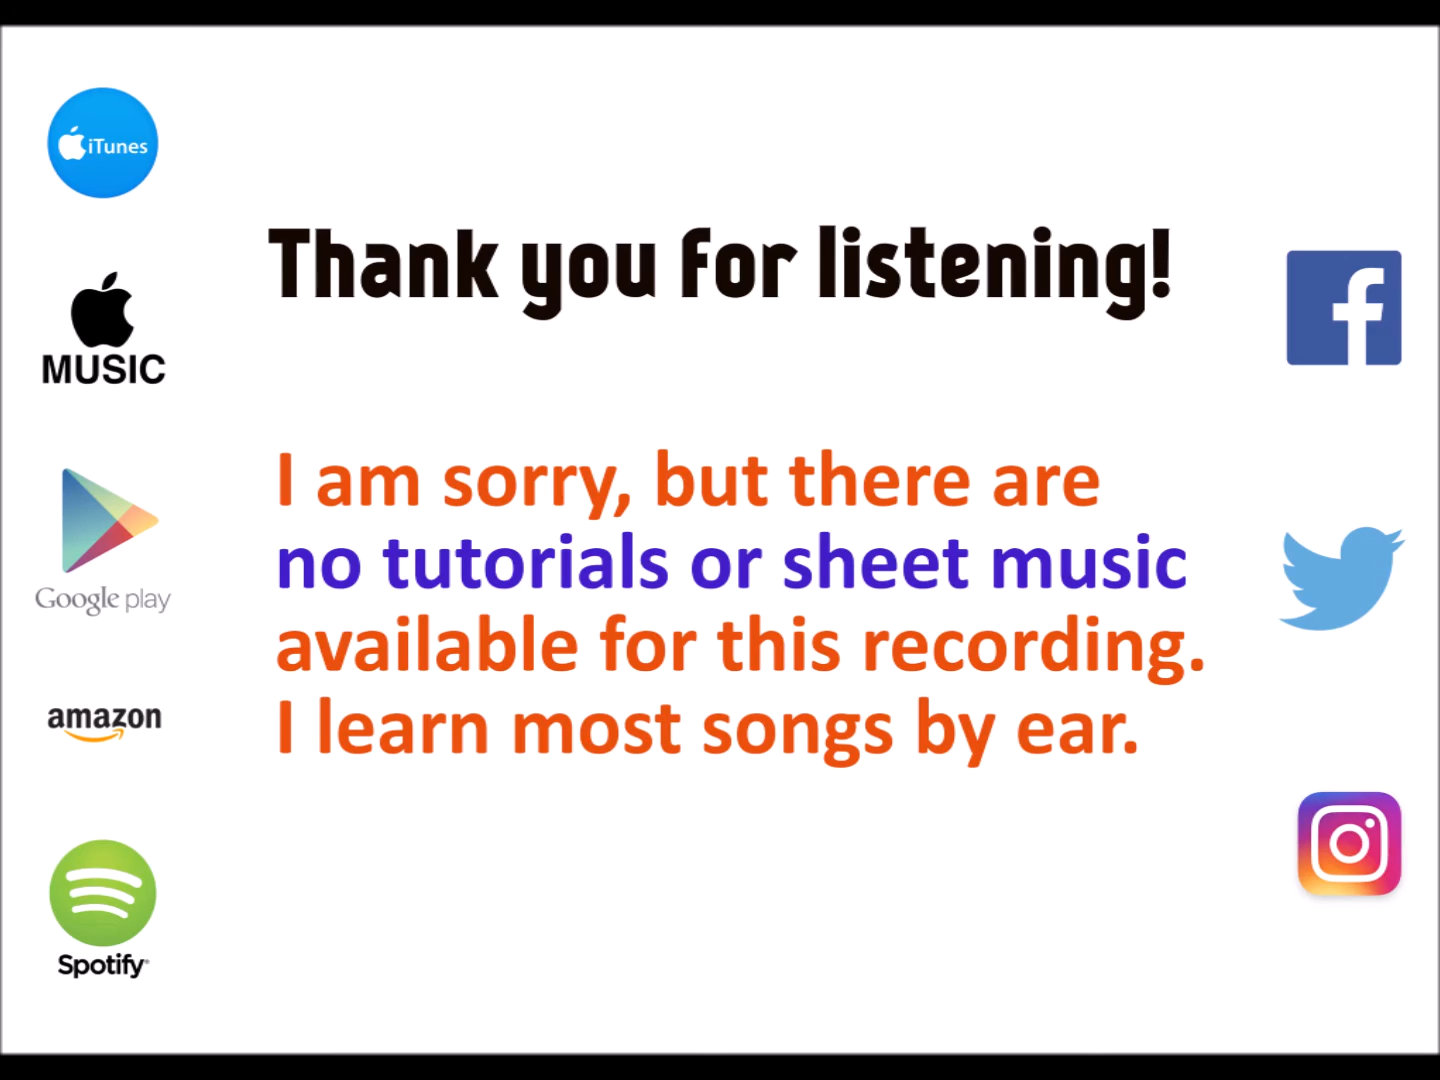 iTunes
MUSIC
Google play
amazon
Spotify
Thank you for listening!
I am sorry, but there are
no tutorials or sheet music
available for this recording.
I learn most songs by ear.
f